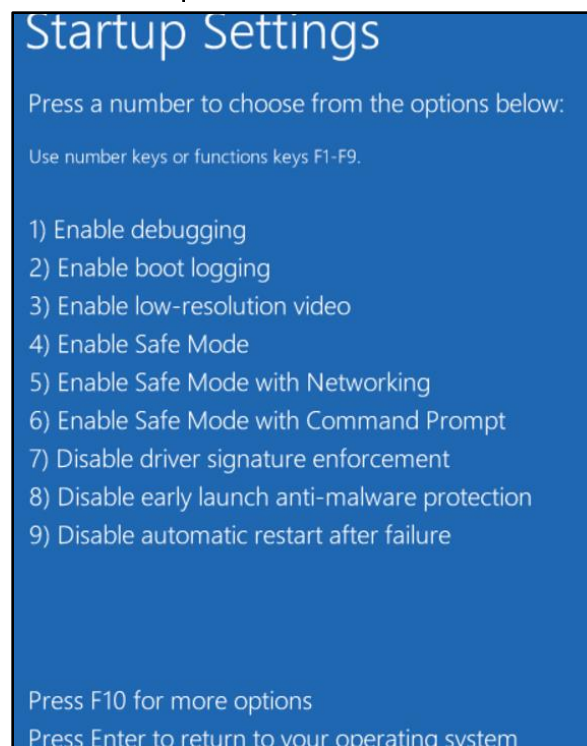 Startup Settings
Press a number to choose from the options below:
Use number keys or functions keys F1-F9.
1) Enable debugging
2) Enable boot logging
3) Enable low-resolution video
4) Enable Safe Mode
5) Enable Safe Mode with Networking
6) Enable Safe Mode with Command Prompt
7) Disable driver signature enforcement
8) Disable early launch anti-malware protection
9) Disable automatic restart after failure
Press F10 for more options
Press Enter to return to your operating system